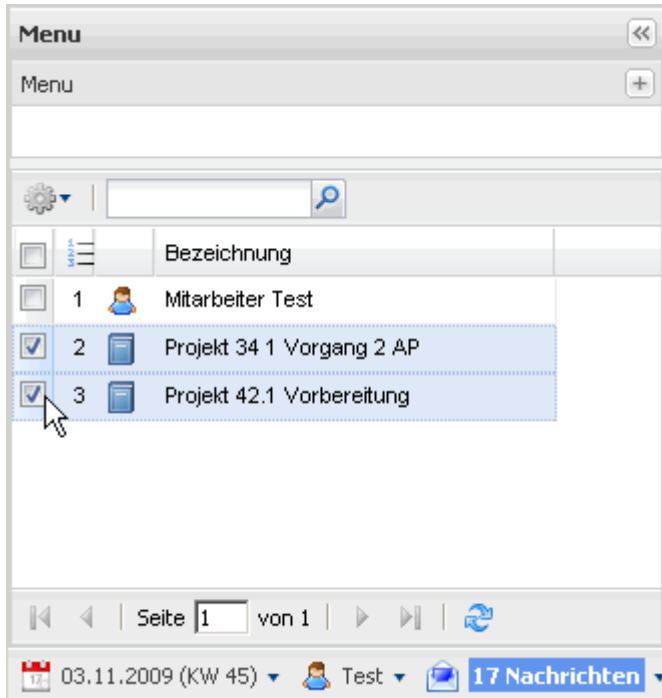 Menu
Menu
Bezeichnung
1 Mitarbeiter Test
2 Projekt 34 1 Vorgang 2 AP
3 Projekt 42.1 Vorbereitung
Seite 1 von 1
17 03.11.2009 (KW 45) Test 17 Nachrichten